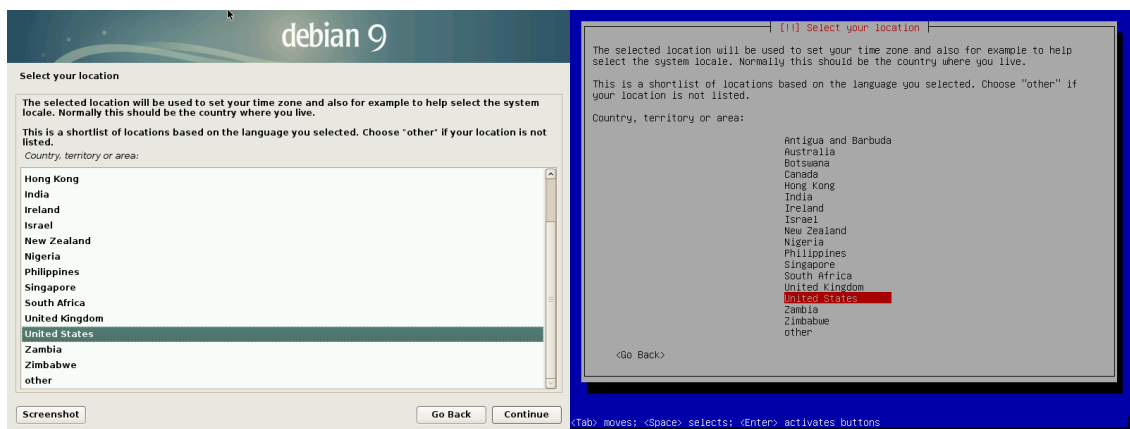 debian 9
Select your location
The selected location will be used to set your time zone and also for example to help select the system
locale. Normally this should be the country where you live.
This is a shortlist of locations based on the language you selected. Choose "other" if your location is not
listed.
Country, territory or area:
Hong Kong
India
Ireland
Israel
New Zealand
Nigeria
Philippines
Singapore
South Africa
United Kingdom
United States
Zambia
Zimbabwe
other
Screenshot
Go Back
Continue
[!!] Select your location
The selected location will be used to set your time zone and also for example to help
select the system locale. Normally this should be the country where you live.
This is a shortlist of locations based on the language you selected. Choose "other" if
your location is not listed.
Country, territory or area:
Antigua and Barbuda
Australia
Botswana
Canada
Hong Kong
India
Ireland
Israel
New Zealand
Nigeria
Philippines
Singapore
South Africa
United Kingdom
United States
Zambia
Zimbabwe
other
<Go Back>
<Tab> moves; <Space> selects; <Enter> activates buttons